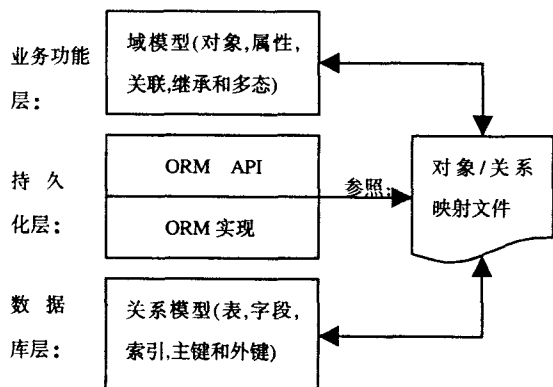 业务功能层：
域模型(对象,属性,
关联,继承和多态)
持久化层：
ORM API
ORM 实现
参照:
对象/关系
映射文件
数据库层：
关系模型(表,字段,
索引,主键和外键)